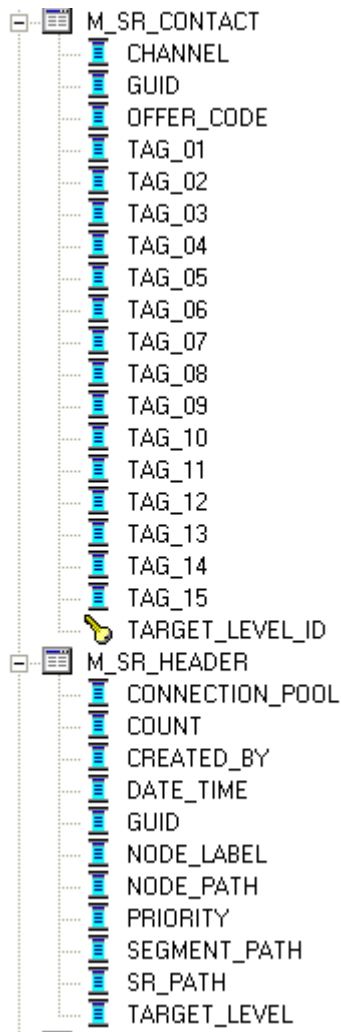 M_SR_CONTACT
CHANNEL
GUID
OFFER_CODE
TAG_01
TAG_02
TAG_03
TAG_04
TAG_05
TAG_06
TAG_07
TAG_08
TAG_09
TAG_10
TAG_11
TAG_12
TAG_13
TAG_14
TAG_15
TARGET_LEVEL_ID
M_SR_HEADER
CONNECTION_POOL
COUNT
CREATED_BY
DATE_TIME
GUID
NODE_LABEL
NODE_PATH
PRIORITY
SEGMENT_PATH
SR_PATH
TARGET_LEVEL